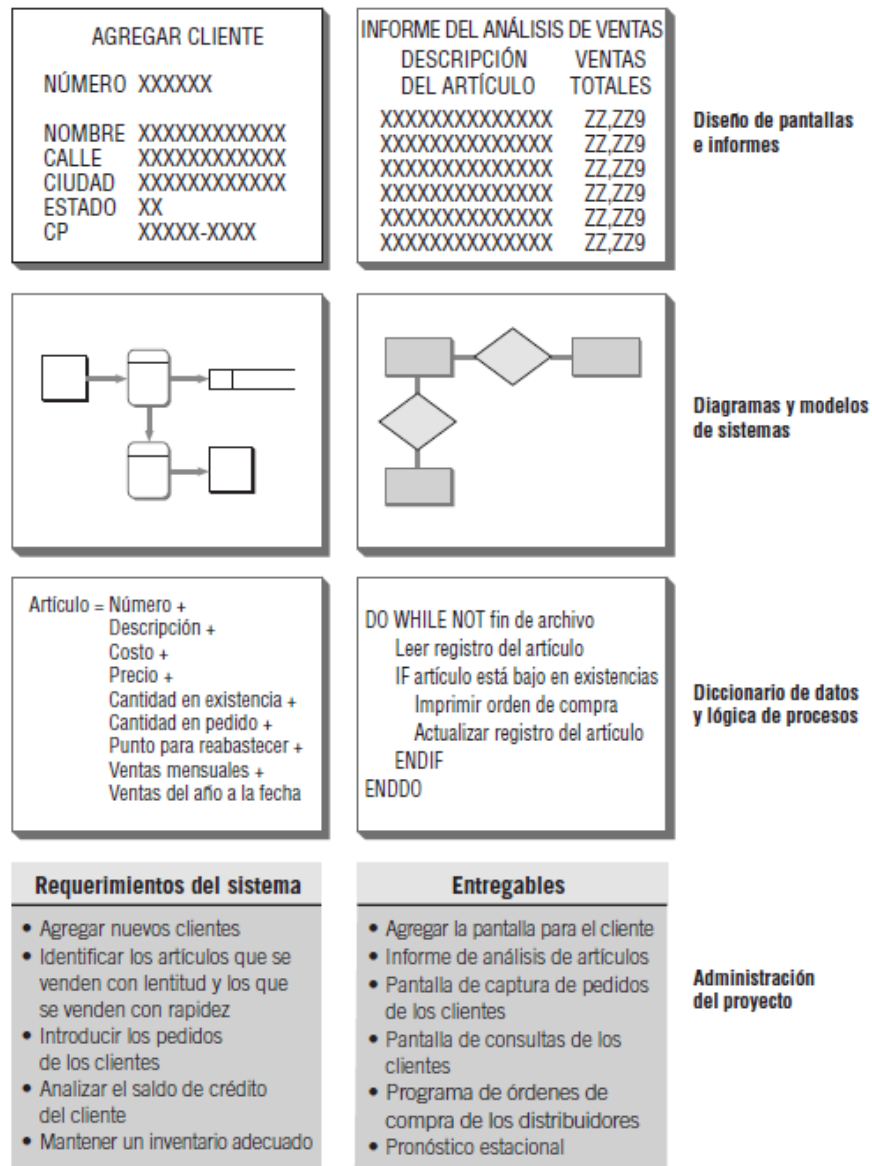 AGREGAR CLIENTE
NÚMERO XXXXXX
NOMBRE XXXXXXXXXXXX
CALLE XXXXXXXXXXXX
CIUDAD XXXXXXXXXXXX
ESTADO XX
CP XXXXX-XXXX
INFORME DEL ANÁLISIS DE VENTAS
DESCRIPCIÓN VENTAS
DEL ARTÍCULO TOTALES
XXXXXXXXXXXXXX ZZ,ZZ9
XXXXXXXXXXXXXX ZZ,ZZ9
XXXXXXXXXXXXXX ZZ,ZZ9
XXXXXXXXXXXXXX ZZ,ZZ9
XXXXXXXXXXXXXX ZZ,ZZ9
XXXXXXXXXXXXXX ZZ,ZZ9
Diseño de pantallas
e informes
Diagramas y modelos
de sistemas
Artículo = Número +
Descripción +
Costo +
Precio +
Cantidad en existencia +
Cantidad en pedido +
Punto para reabastecer +
Ventas mensuales +
Ventas del año a la fecha
DO WHILE NOT fin de archivo
Leer registro del artículo
IF artículo está bajo en existencias
Imprimir orden de compra
Actualizar registro del artículo
ENDIF
ENDDO
Diccionario de datos
y lógica de procesos
Requerimientos del sistema
• Agregar nuevos clientes
• Identificar los artículos que se
venden con lentitud y los que
se venden con rapidez
• Introducir los pedidos
de los clientes
• Analizar el saldo de crédito
del cliente
• Mantener un inventario adecuado
Entregables
• Agregar la pantalla para el cliente
• Informe de análisis de artículos
• Pantalla de captura de pedidos
de los clientes
• Pantalla de consultas de los
clientes
• Programa de órdenes de
compra de los distribuidores
• Pronóstico estacional
Administración
del proyecto